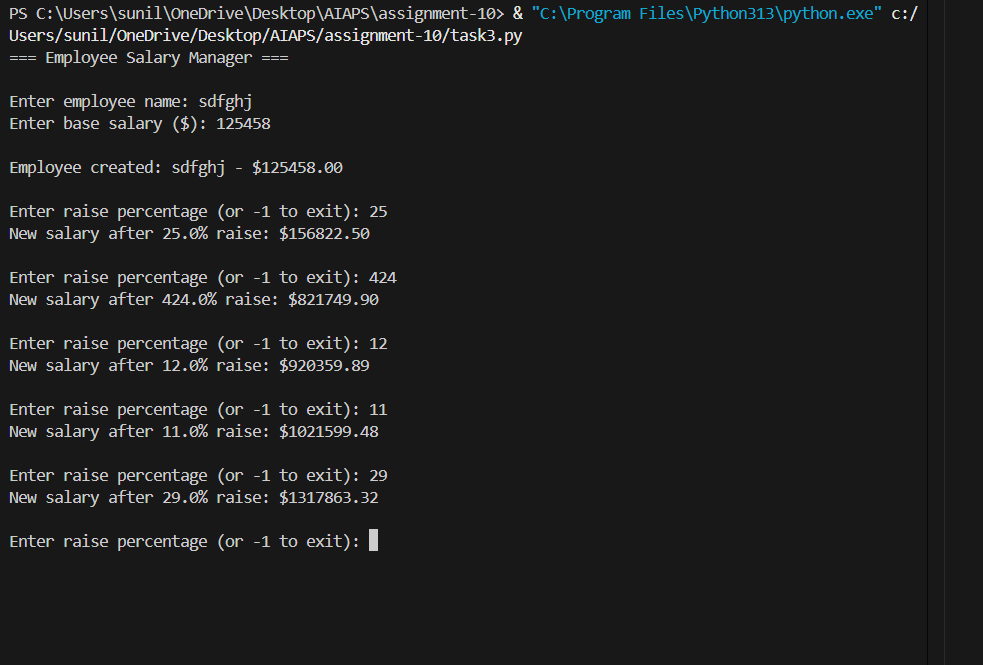 PS C:\Users\sunil\OneDrive\Desktop\AIAPS\assignment-10> & "C:\Program Files\Python313\python.exe" c:/
Users/sunil/OneDrive/Desktop/AIAPS/assignment-10/task3.py
=== Employee Salary Manager ===
Enter employee name: sdfghj
Enter base salary ($): 125458
Employee created: sdfghj - $125458.00
Enter raise percentage (or -1 to exit): 25
New salary after 25.0% raise: $156822.50
Enter raise percentage (or -1 to exit): 424
New salary after 424.0% raise: $821749.90
Enter raise percentage (or -1 to exit): 12
New salary after 12.0% raise: $920359.89
Enter raise percentage (or -1 to exit): 11
New salary after 11.0% raise: $1021599.48
Enter raise percentage (or -1 to exit): 29
New salary after 29.0% raise: $1317863.32
Enter raise percentage (or -1 to exit):